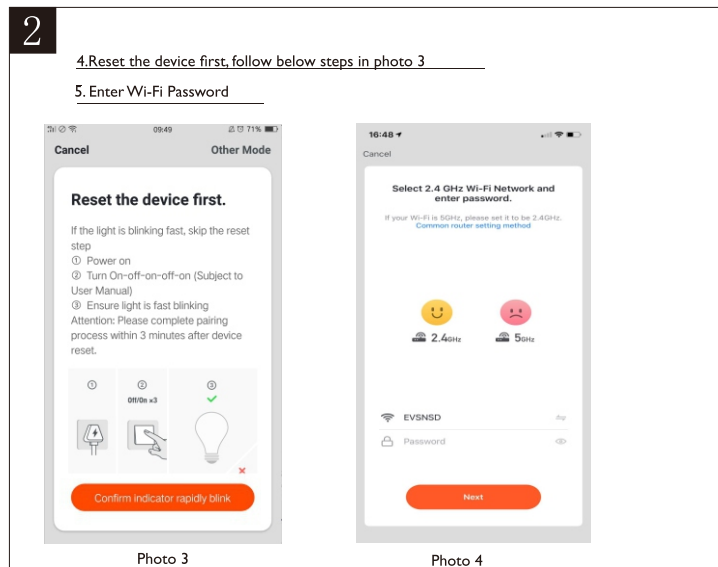 2
4.Reset the device first, follow below steps in photo 3
5. Enter Wi-Fi Password
09:49
71%
Cancel
Other Mode
Reset the device first.
If the light is blinking fast, skip the reset
step
① Power on
② Turn On-off-on-off-on (Subject to
User Manual)
③ Ensure light is fast blinking
Attention: Please complete pairing
process within 3 minutes after device
reset.
①
②
③
Off/On ×3
Confirm indicator rapidly blink
Photo 3
16:48
Cancel
Select 2.4 GHz Wi-Fi Network and
enter password.
If your Wi-Fi is 5GHz, please set it to be 2.4GHz.
Common router setting method
2.4GHz
5GHz
EVSNSD
Password
Next
Photo 4